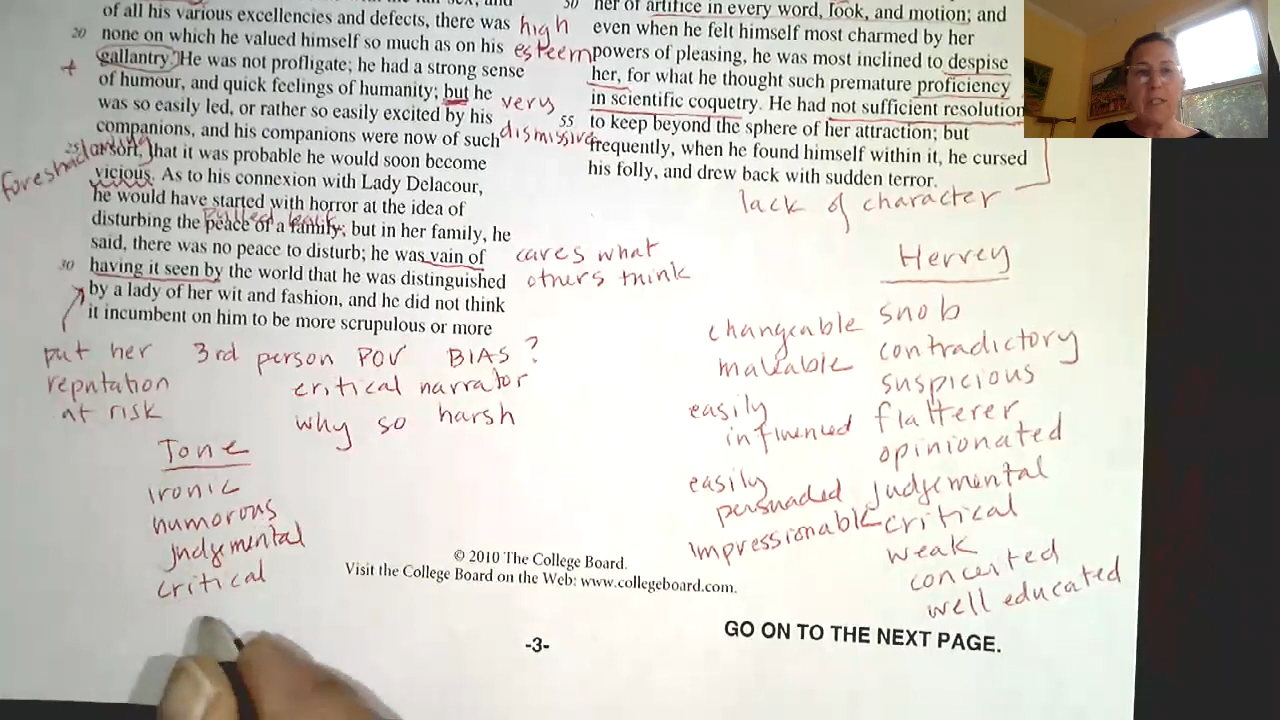 of all his various excellencies and defects, there was
20 none on which he valued himself so much as on his
gallantry. He was not profligate; he had a strong sense
of humour, and quick feelings of humanity; but he
was so easily led, or rather so easily excited by his
companions, and his companions were now of such
25 a sort, that it was probable he would soon become
vicious. As to his connexion with Lady Delacour,
he would have started with horror at the idea of
disturbing the peace of a family; but in her family, he
said, there was no peace to disturb; he was vain of
30 having it seen by the world that he was distinguished
by a lady of her wit and fashion, and he did not think
it incumbent on him to be more scrupulous or more
+
high
esteem
very
dismissive
foreshadowing
cares what
others think
put her
reputation
at risk
3rd person POV BIAS?
critical narrator
why so harsh
Tone
ironic
humorous
judgemental
critical
50 her of artifice in every word, look, and motion; and
even when he felt himself most charmed by her
powers of pleasing, he was most inclined to despise
her, for what he thought such premature proficiency
in scientific coquetry. He had not sufficient resolution
55 to keep beyond the sphere of her attraction; but
frequently, when he found himself within it, he cursed
his folly, and drew back with sudden terror.
lack of character
Hervey
changeable
maleable
easily
influenced
easily
persuaded
impressionable
snob
contradictory
suspicious
flatterer
opinionated
judgemental
critical
weak
conceited
well educated
© 2010 The College Board.
Visit the College Board on the Web: www.collegeboard.com.
-3-
GO ON TO THE NEXT PAGE.